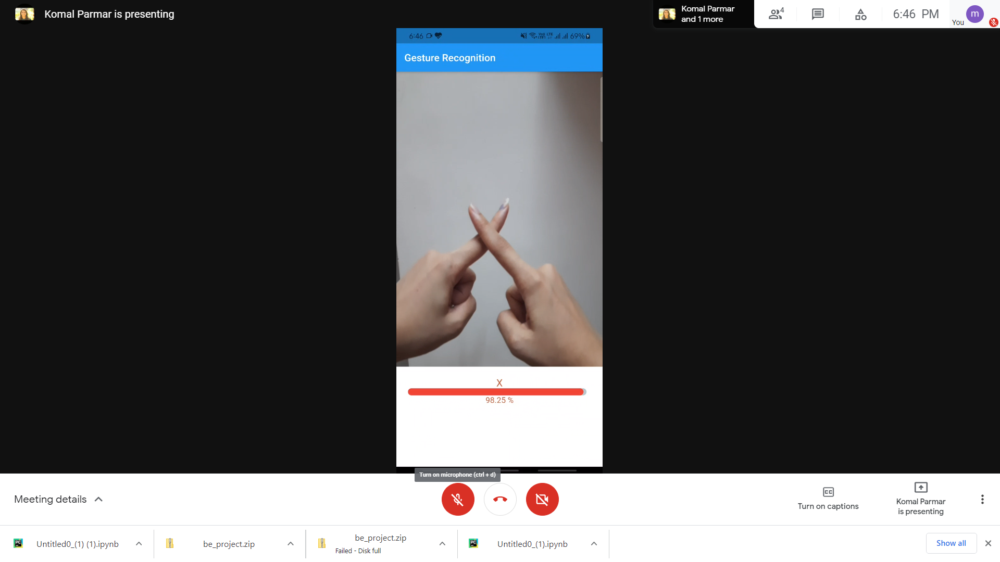 Komal Parmar is presenting
Komal Parmar
and 1 more
4
6:46 PM
You
m
6:46
69%
Gesture Recognition
X
98.25 %
Turn on microphone (ctrl + d)
Meeting details
Turn on captions
Komal Parmar
is presenting
Untitled0_(1) (1).ipynb
be_project.zip
be_project.zip
Failed - Disk full
Untitled0_(1).ipynb
Show all